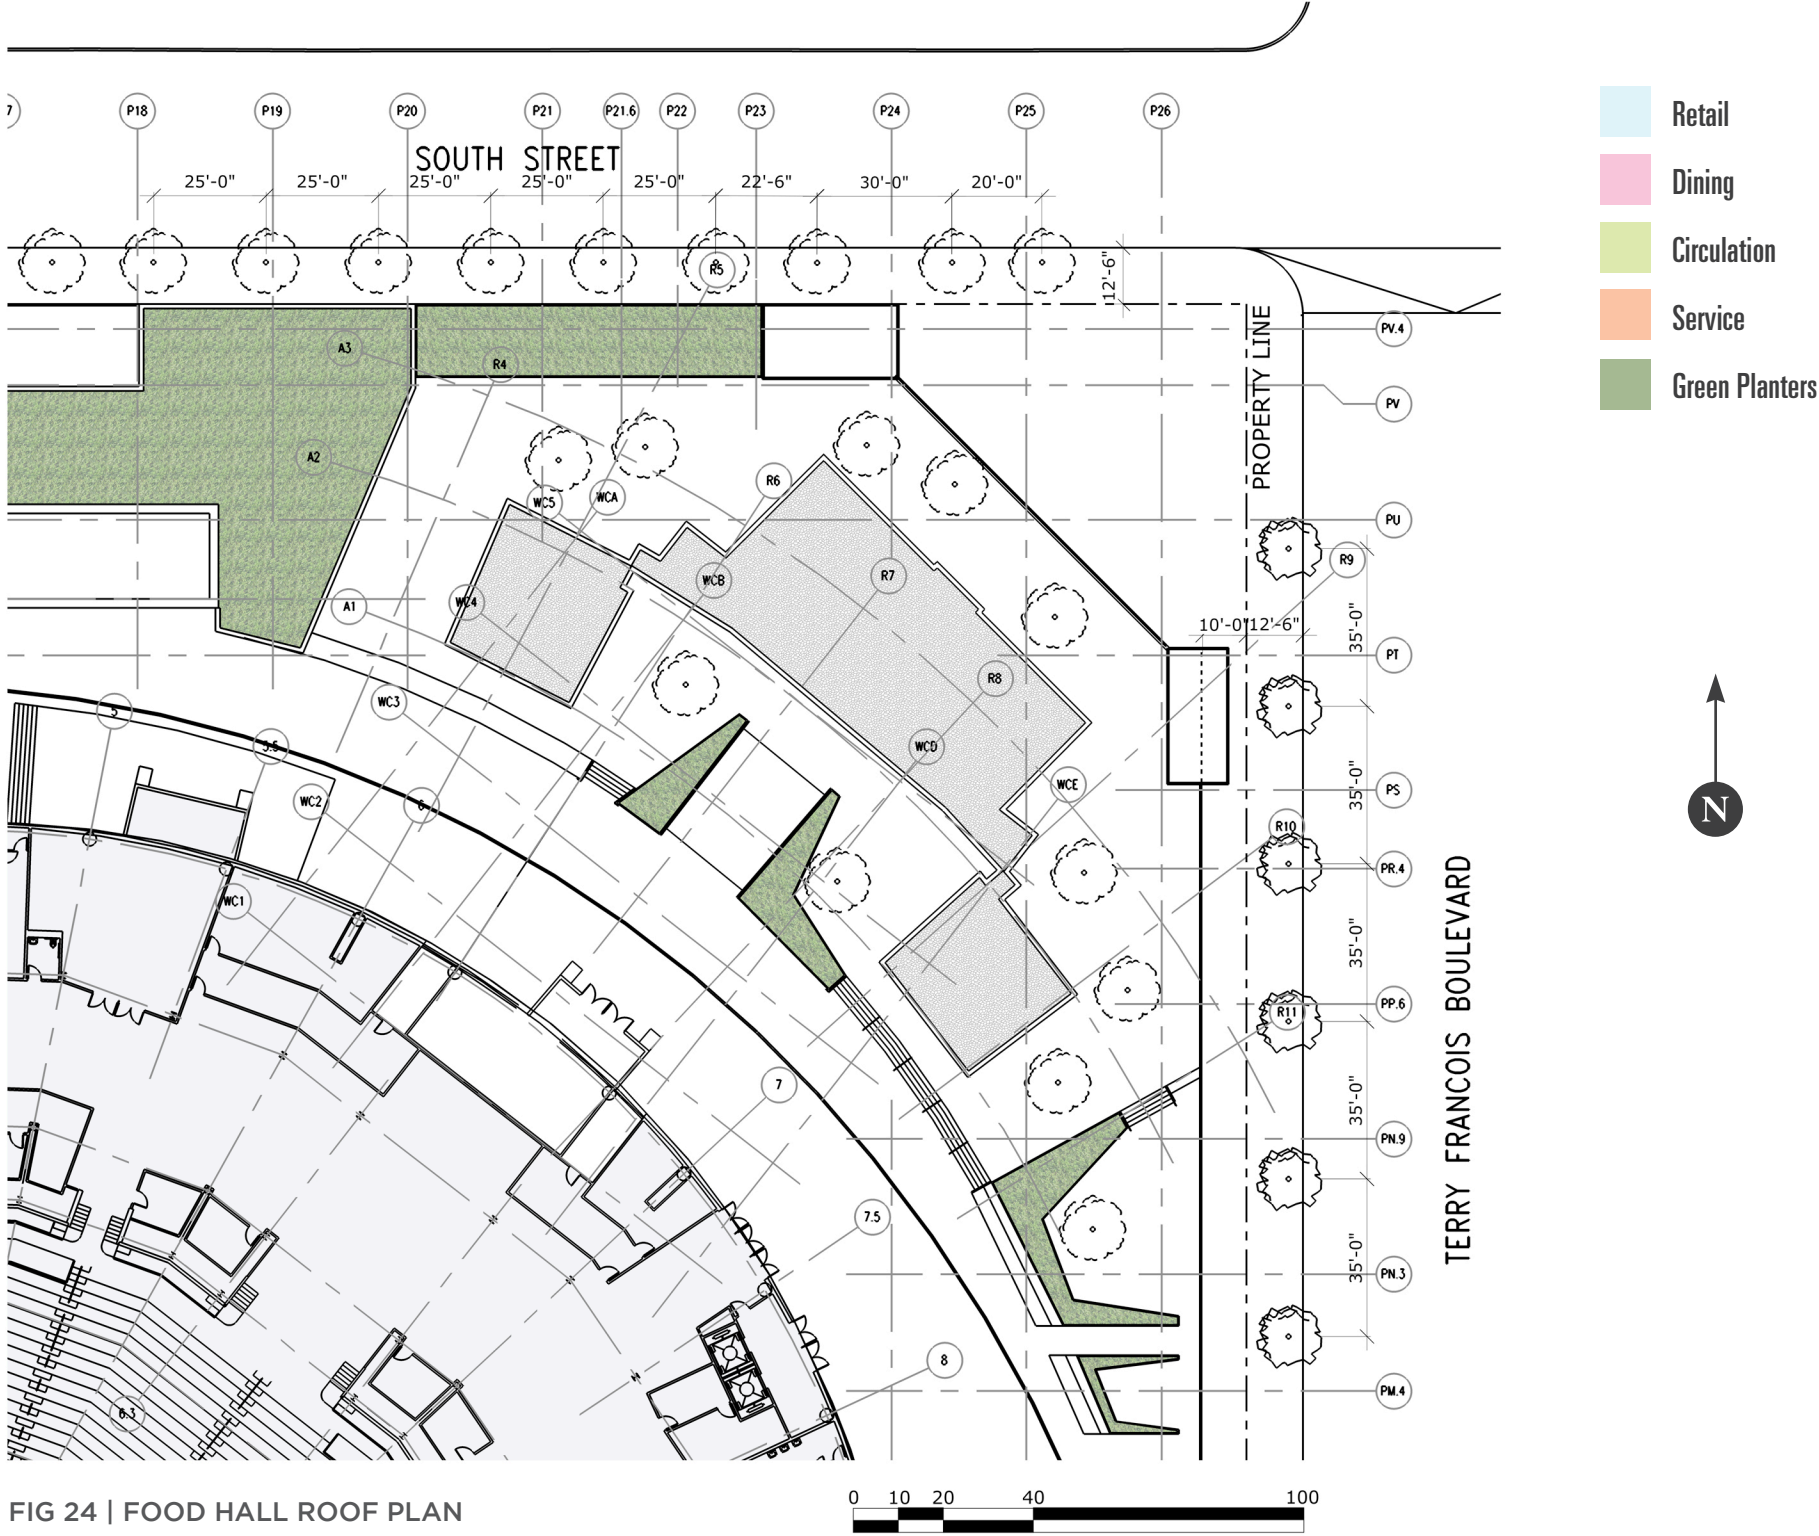 7 P18 P19 P20 P21 P21.6 P22 P23 P24 P25 P26
SOUTH STREET
25'-0" 25'-0" 25'-0" 25'-0" 25'-0" 22'-6" 30'-0" 20'-0"
12'-6"
R5
PROPERTY LINE
PV.4
A3
R4
PV
A2
R6
WC5
WCA
PU
R9
WCB
R7
WC4
A1
10'-0"
12'-6"
35'-0"
PT
R8
WC3
5
5.5
WCD
WCE
35'-0"
PS
WC2
6
R10
PR.4
WC1
35'-0"
PP.6
R11
7
35'-0"
PN.9
7.5
35'-0"
PN.3
8
PM.4
6.3
TERRY FRANCOIS BOULEVARD
Retail
Dining
Circulation
Service
Green Planters
N
FIG 24 | FOOD HALL ROOF PLAN
0 10 20 40 100